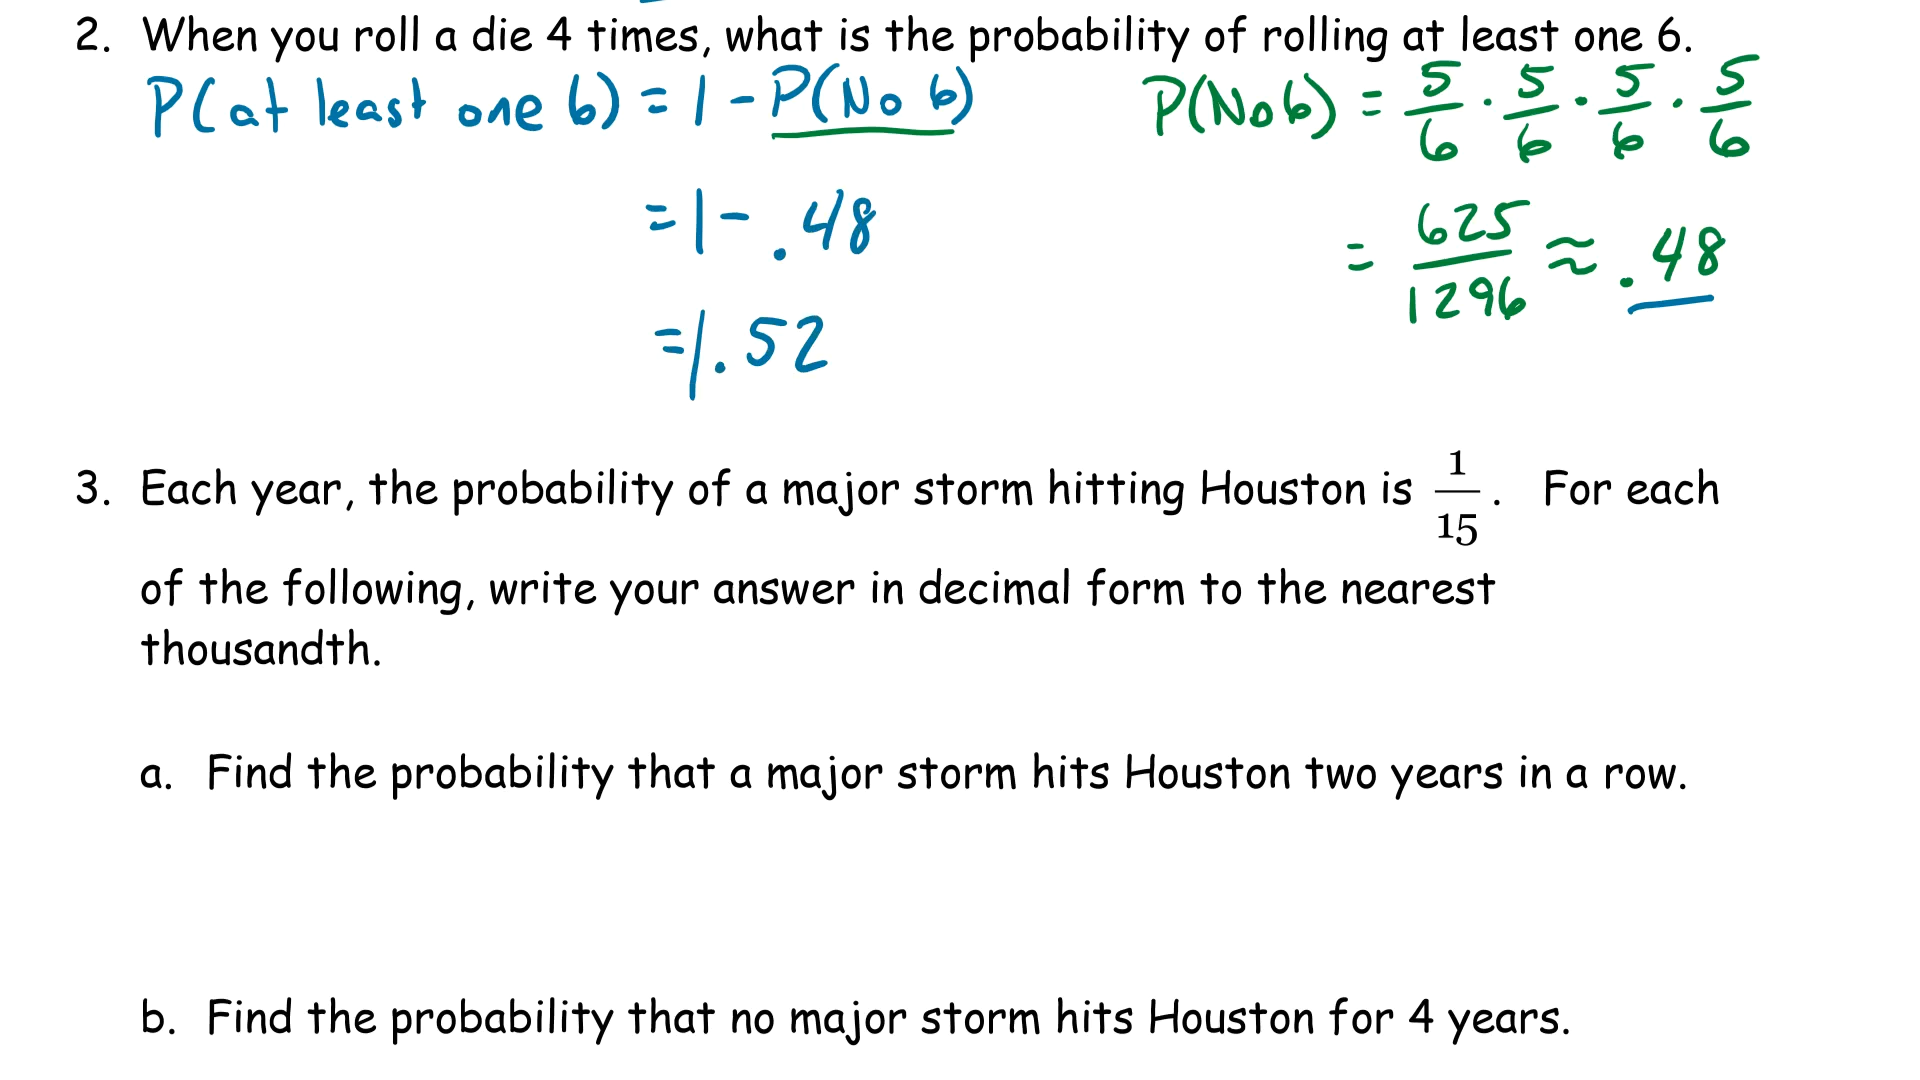 2. When you roll a die 4 times, what is the probability of rolling at least one 6.
P(at least one 6) = 1 - P(No 6)
P(No 6) = 5/6 · 5/6 · 5/6 · 5/6
= 1 - .48
= 625/1296 ≈ .48
= 1.52
3. Each year, the probability of a major storm hitting Houston is 1/15. For each
of the following, write your answer in decimal form to the nearest
thousandth.
a. Find the probability that a major storm hits Houston two years in a row.
b. Find the probability that no major storm hits Houston for 4 years.